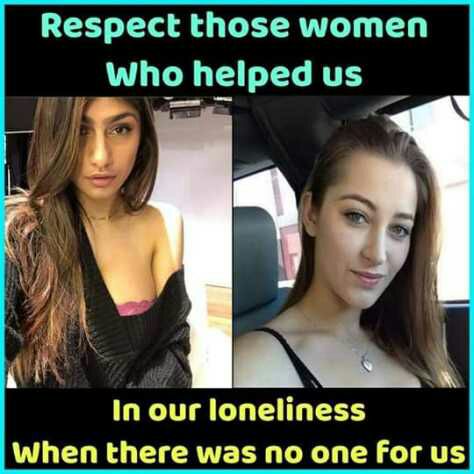 Respect those women
Who helped us
In our loneliness
When there was no one for us